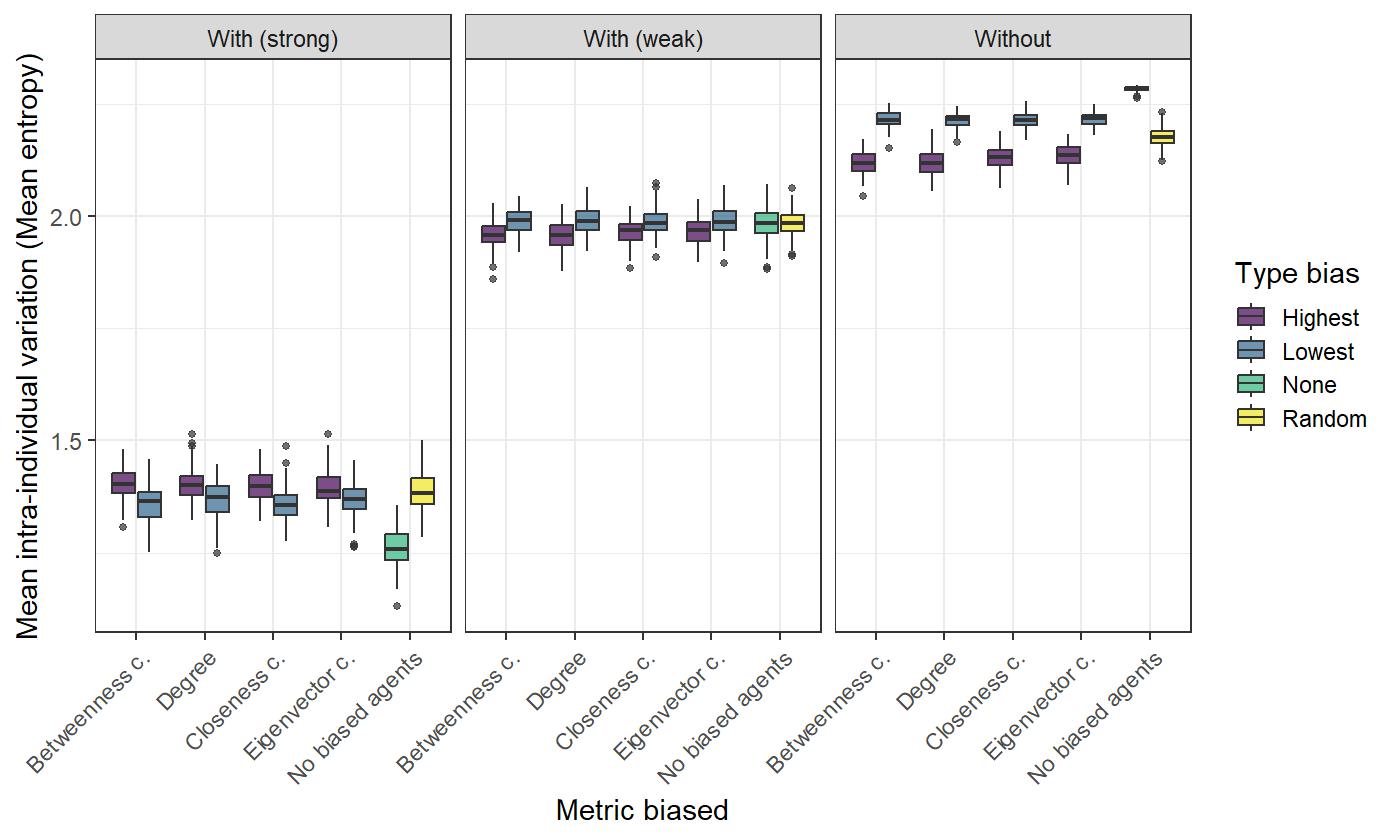 With (strong)
With (weak)
Without
Mean intra-individual variation (Mean entropy)
2.0
1.5
Betweenness c.
Degree
Closeness c.
Eigenvector c.
No biased agents
Betweenness c.
Degree
Closeness c.
Eigenvector c.
No biased agents
Betweenness c.
Degree
Closeness c.
Eigenvector c.
No biased agents
Metric biased
Type bias
Highest
Lowest
None
Random